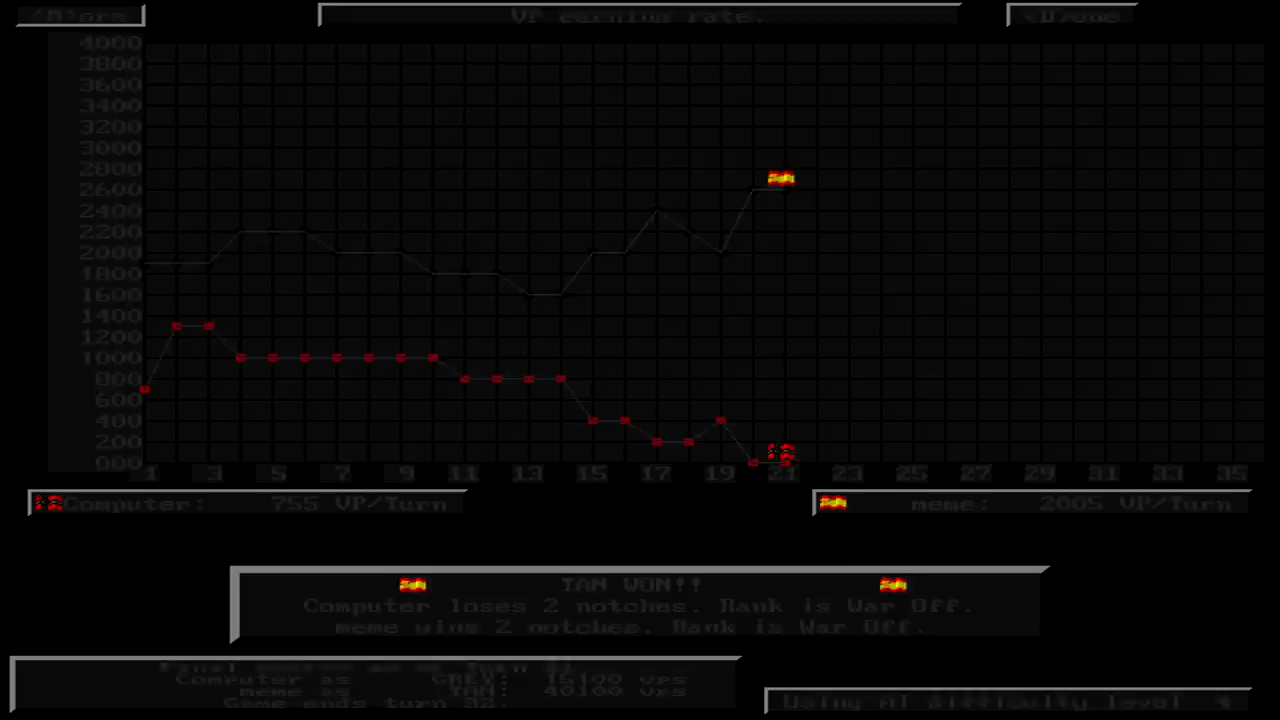 VP earning rate.
4000
3800
3600
3400
3200
3000
2800
2600
2400
2200
2000
1800
1600
1400
1200
1000
800
600
400
200
000
1 3 5 7 9 11 13 15 17 19 21 23 25 27 29 31 33 35
Computer: 755 VP/Turn
meme: 2005 VP/Turn
TAN WON!!
Computer loses 2 notches. Rank is War Off.
meme wins 2 notches. Rank is War Off.
Computer as GREY: 15100 vps
meme as TAN: 40100 vps
Game ends turn 32.
Using AI difficulty level 4